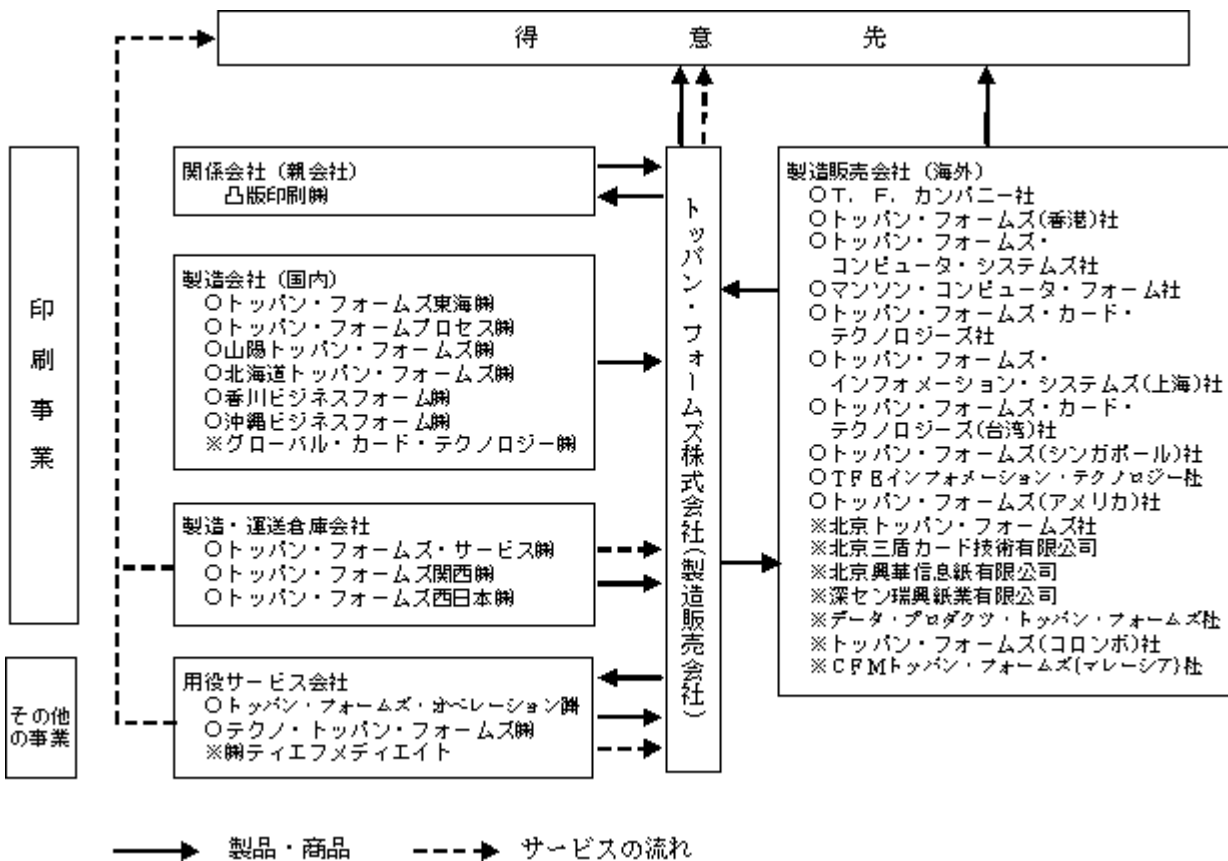 得意先
印刷事業
関係会社(親会社)
凸版印刷㈱
製造会社(国内)
○トッパン・フォームズ東海㈱
○トッパン・フォームプロセス㈱
○山陽トッパン・フォームズ㈱
○北海道トッパン・フォームズ㈱
○香川ビジネスフォーム㈱
○沖縄ビジネスフォーム㈱
※グローバル・カード・テクノロジー㈱
製造・運送倉庫会社
○トッパン・フォームズ・サービス㈱
○トッパン・フォームズ関西㈱
○トッパン・フォームズ西日本㈱
その他
の事業
用役サービス会社
○トッパン・フォームズ・オペレーション㈱
○テクノ・トッパン・フォームズ㈱
※㈱ティエフメディエイト
トッパン・フォームズ株式会社(製造販売会社)
製造販売会社(海外)
○T.F.カンパニー社
○トッパン・フォームズ(香港)社
○トッパン・フォームズ・
コンピュータ・システムズ社
○マンソン・コンピュータ・フォーム社
○トッパン・フォームズ・カード・
テクノロジーズ社
○トッパン・フォームズ・
インフォメーション・システムズ(上海)社
○トッパン・フォームズ・カード・
テクノロジーズ(台湾)社
○トッパン・フォームズ(シンガポール)社
○TFEインフォメーション・テクノロジー社
○トッパン・フォームズ(アメリカ)社
※北京トッパン・フォームズ社
※北京三盾カード技術有限公司
※北京興華信息紙有限公司
※深セン瑞興紙業有限公司
※データ・プロダクツ・トッパン・フォームズ社
※トッパン・フォームズ(コロンボ)社
※CFMトッパン・フォームズ(マレーシア)社
製品・商品
サービスの流れ